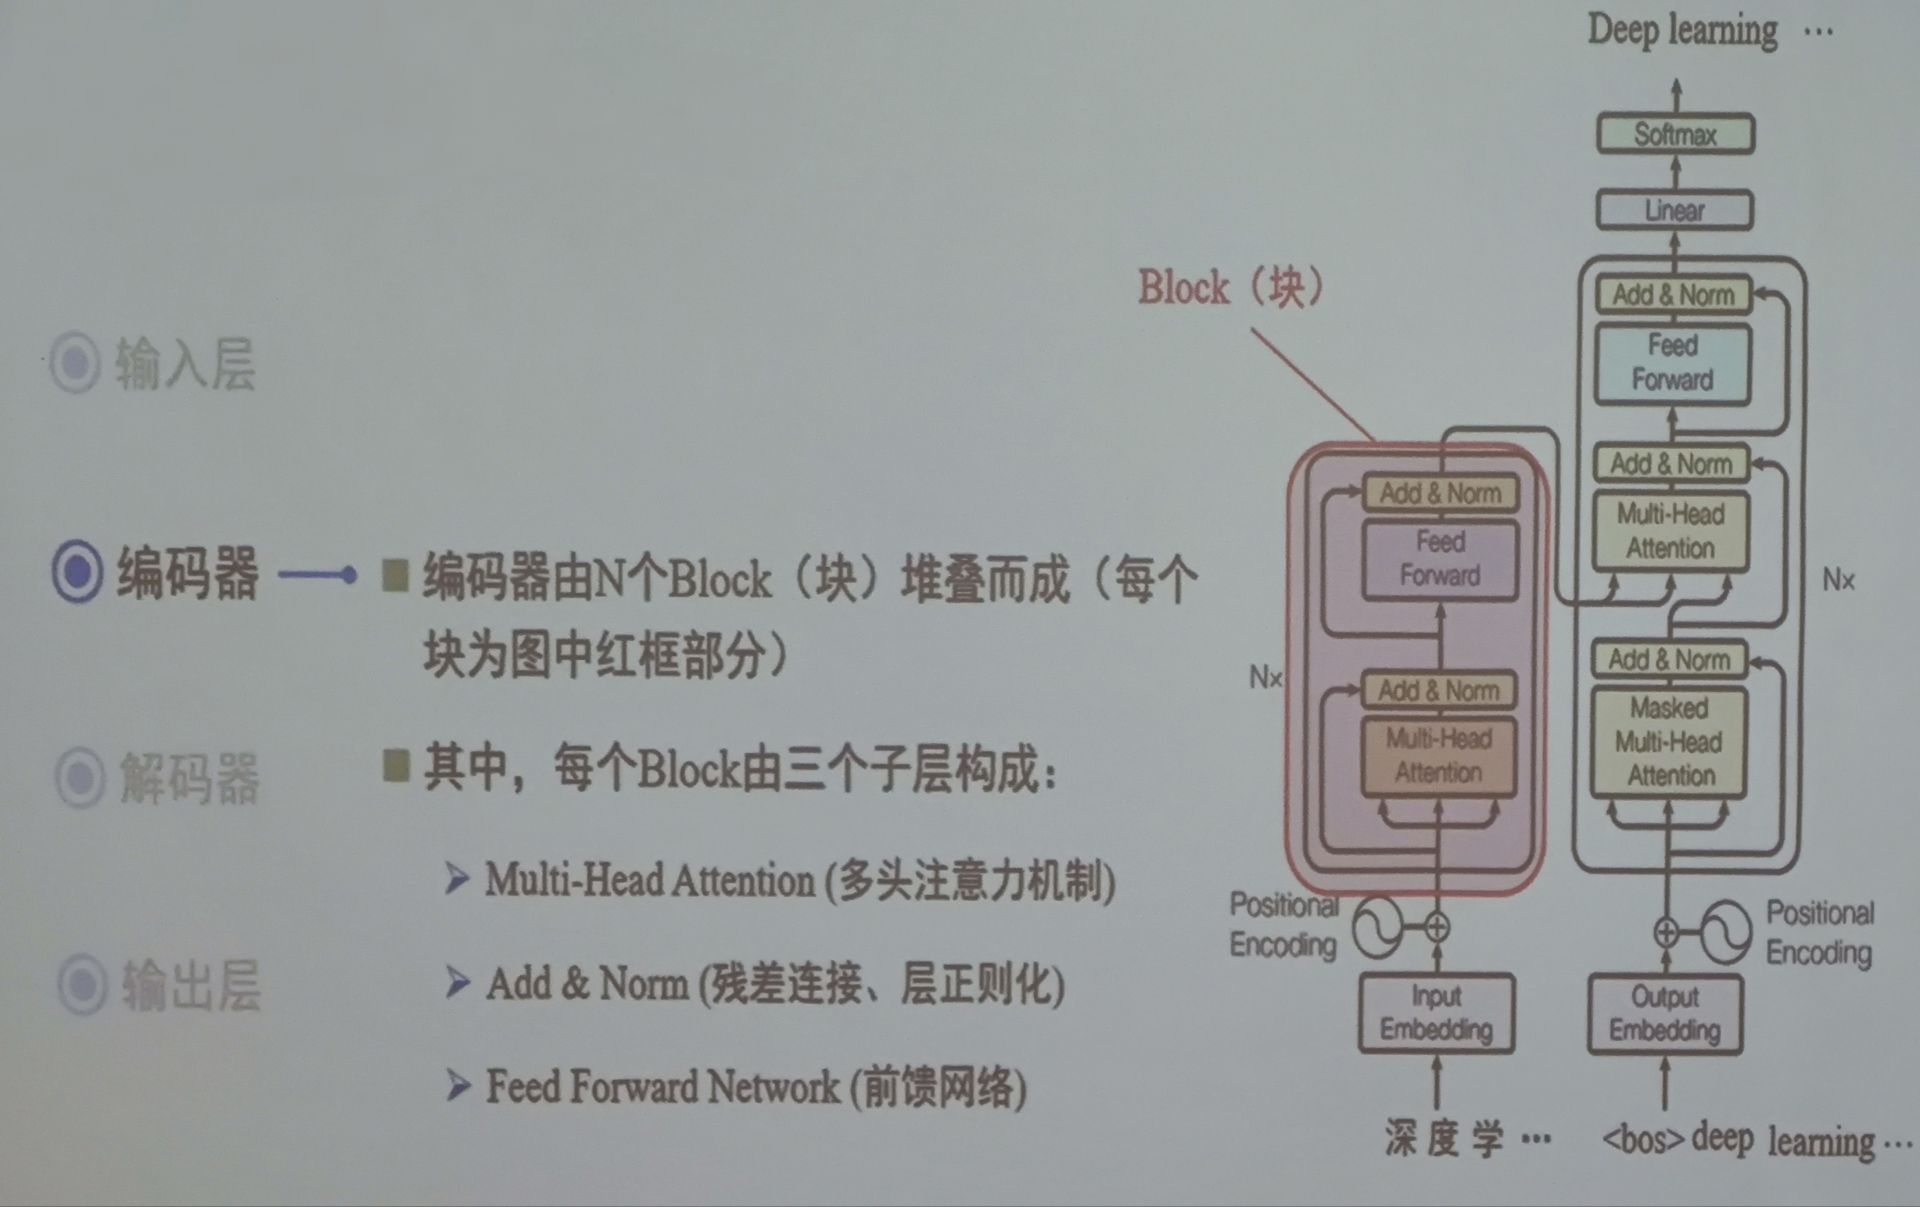 输入层
编码器
编码器由N个Block（块）堆叠而成（每个
块为图中红框部分）
解码器
其中，每个Block由三个子层构成：
Multi-Head Attention (多头注意力机制)
输出层
Add & Norm (残差连接、层正则化)
Feed Forward Network (前馈网络)
Block（块）
Deep learning ···
Softmax
Linear
Add & Norm
Feed
Forward
Add & Norm
Multi-Head
Attention
Nx
Add & Norm
Masked
Multi-Head
Attention
Positional
Encoding
Output
Embedding
<bos> deep learning ···
Add & Norm
Feed
Forward
Nx
Add & Norm
Multi-Head
Attention
Positional
Encoding
Input
Embedding
深 度 学 ···